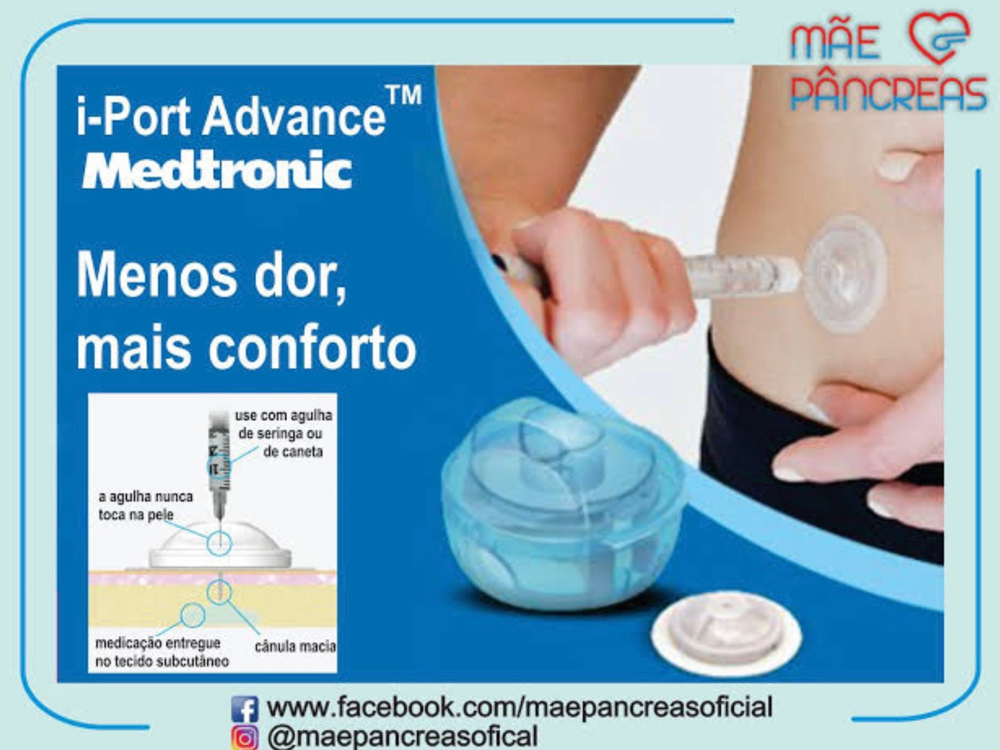 MÃE
PÂNCREAS
i-Port Advance™
Medtronic
Menos dor,
mais conforto
use com agulha
de seringa ou
de caneta
a agulha nunca
toca na pele
medicação entregue
no tecido subcutâneo
cânula macia
www.facebook.com/maepancreasoficial
@maepancreasofical